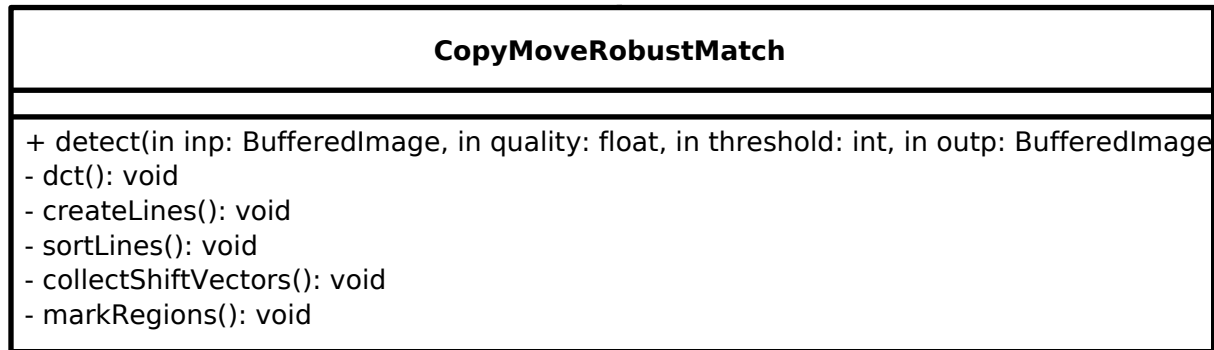 CopyMoveRobustMatch
+ detect(in inp: BufferedImage, in quality: float, in threshold: int, in outp: BufferedImage
- dct(): void
- createLines(): void
- sortLines(): void
- collectShiftVectors(): void
- markRegions(): void